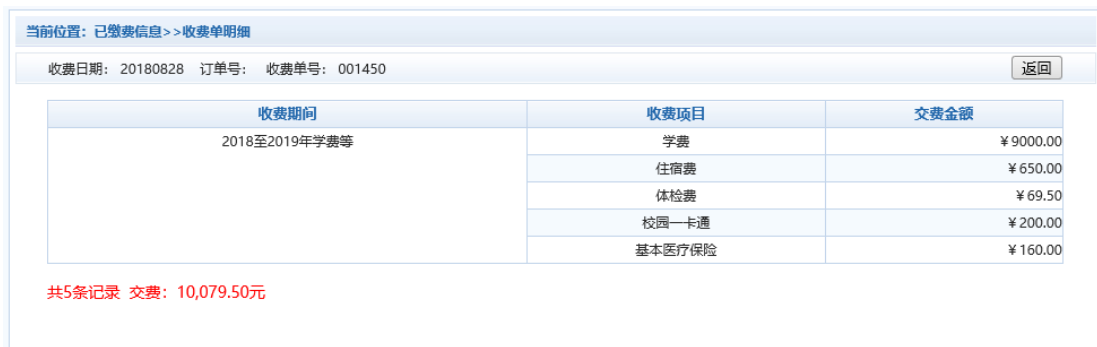 当前位置：已缴费信息>>收费单明细
收费日期： 20180828 订单号： 收费单号： 001450 返回
收费期间 收费项目 交费金额
2018至2019年学费等 学费 ￥9000.00
住宿费 ￥650.00
体检费 ￥69.50
校园一卡通 ￥200.00
基本医疗保险 ￥160.00
共5条记录 交费：10,079.50元